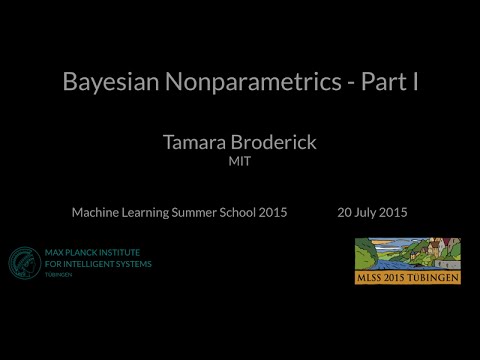 Bayesian Nonparametrics - Part I
Tamara Broderick
MIT
Machine Learning Summer School 2015 20 July 2015
MAX PLANCK INSTITUTE
FOR INTELLIGENT SYSTEMS
TÜBINGEN
MLSS 2015 TÜBINGEN